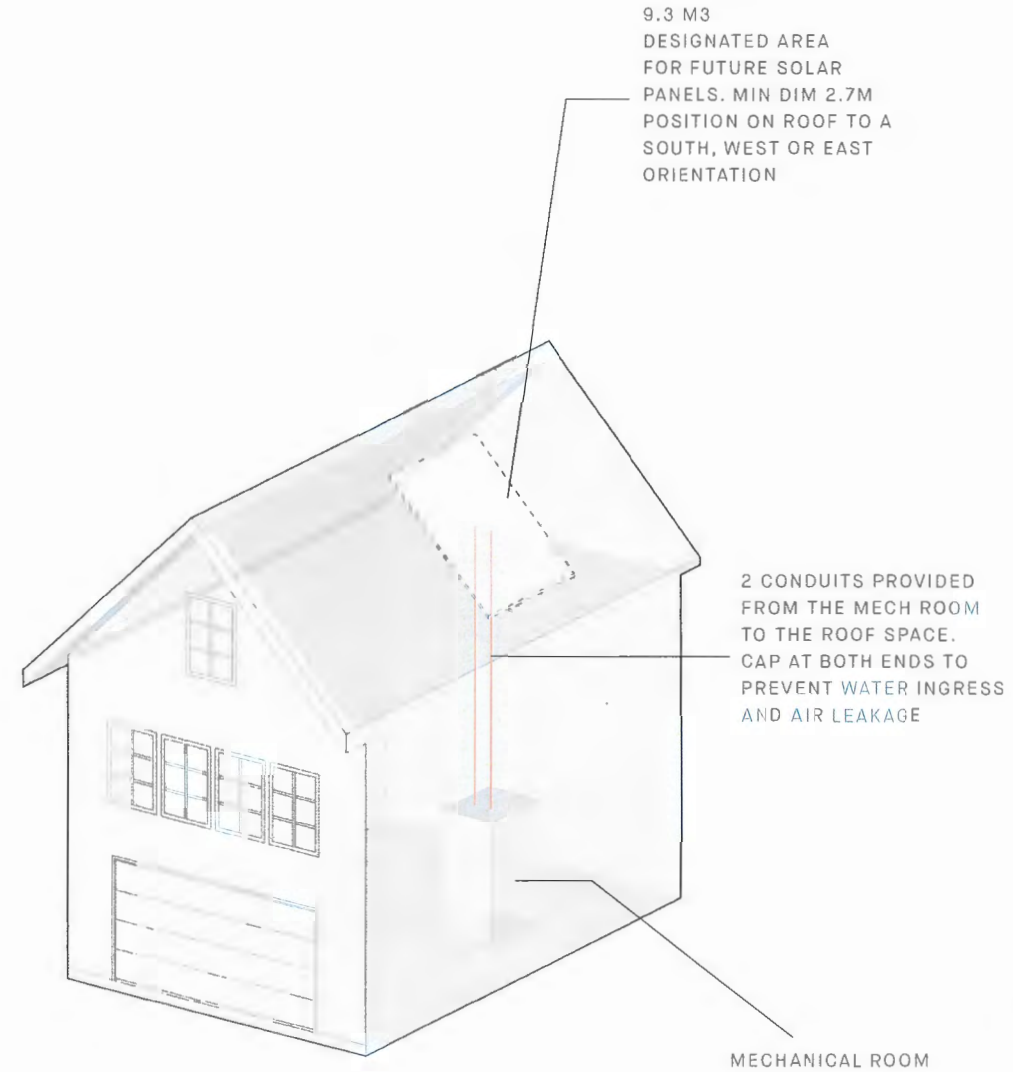 9.3 M3
DESIGNATED AREA
FOR FUTURE SOLAR
PANELS. MIN DIM 2.7M
POSITION ON ROOF TO A
SOUTH, WEST OR EAST
ORIENTATION
2 CONDUITS PROVIDED
FROM THE MECH ROOM
TO THE ROOF SPACE.
CAP AT BOTH ENDS TO
PREVENT WATER INGRESS
AND AIR LEAKAGE
MECHANICAL ROOM